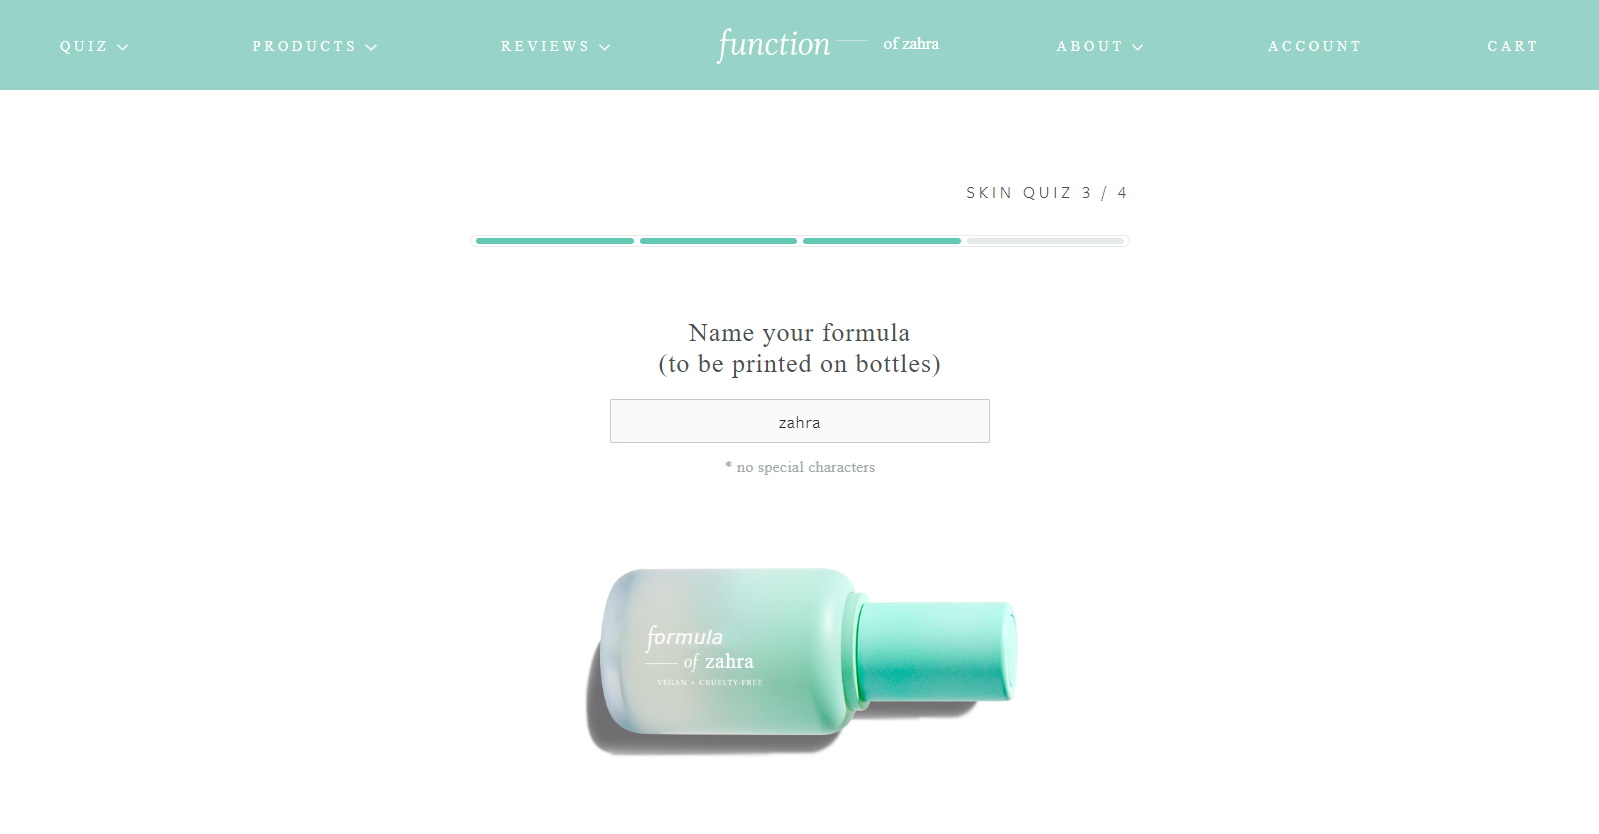 QUIZ
PRODUCTS
REVIEWS
function of zahra
ABOUT
ACCOUNT
CART
SKIN QUIZ 3 / 4
Name your formula
(to be printed on bottles)
zahra
* no special characters
formula
of zahra
VEGAN + CRUELTY-FREE